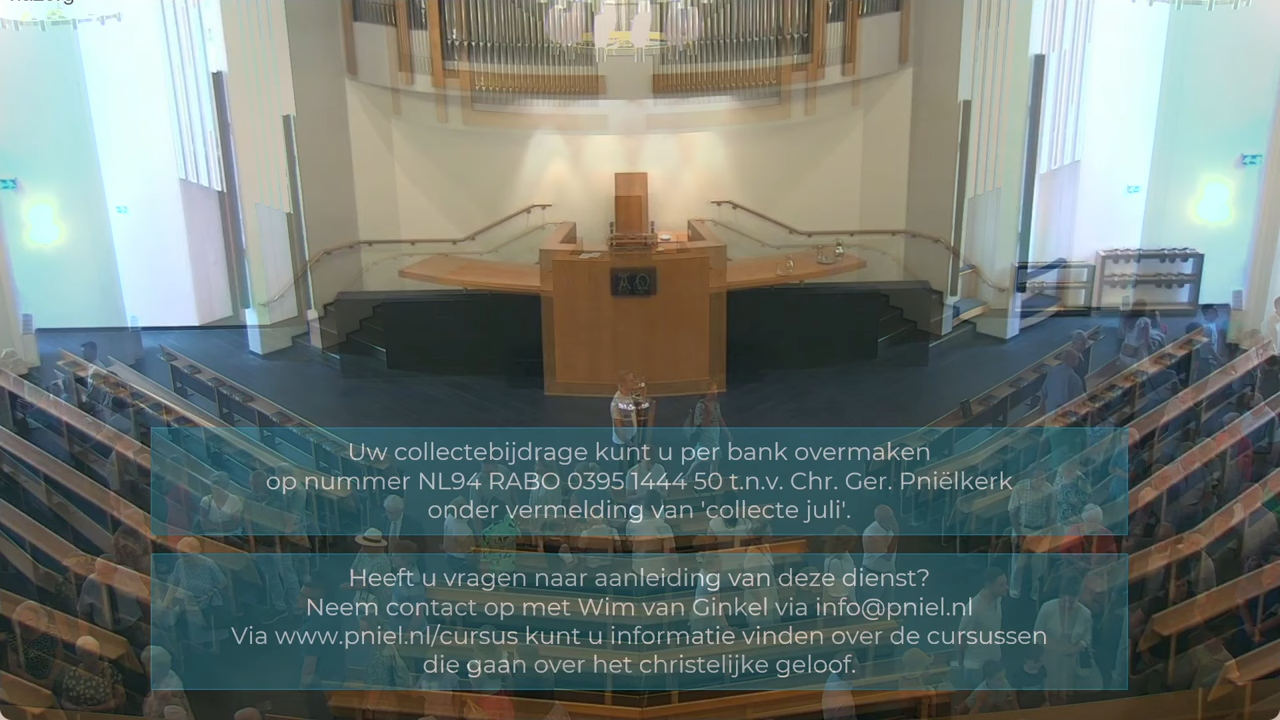 Uw collectebijdrage kunt u per bank overmaken
op nummer NL94 RABO 0395 1444 50 t.n.v. Chr. Ger. Pniëlkerk
onder vermelding van 'collecte juli'.
Heeft u vragen naar aanleiding van deze dienst?
Neem contact op met Wim van Ginkel via info@pniel.nl
Via www.pniel.nl/cursus kunt u informatie vinden over de cursussen
die gaan over het christelijke geloof.